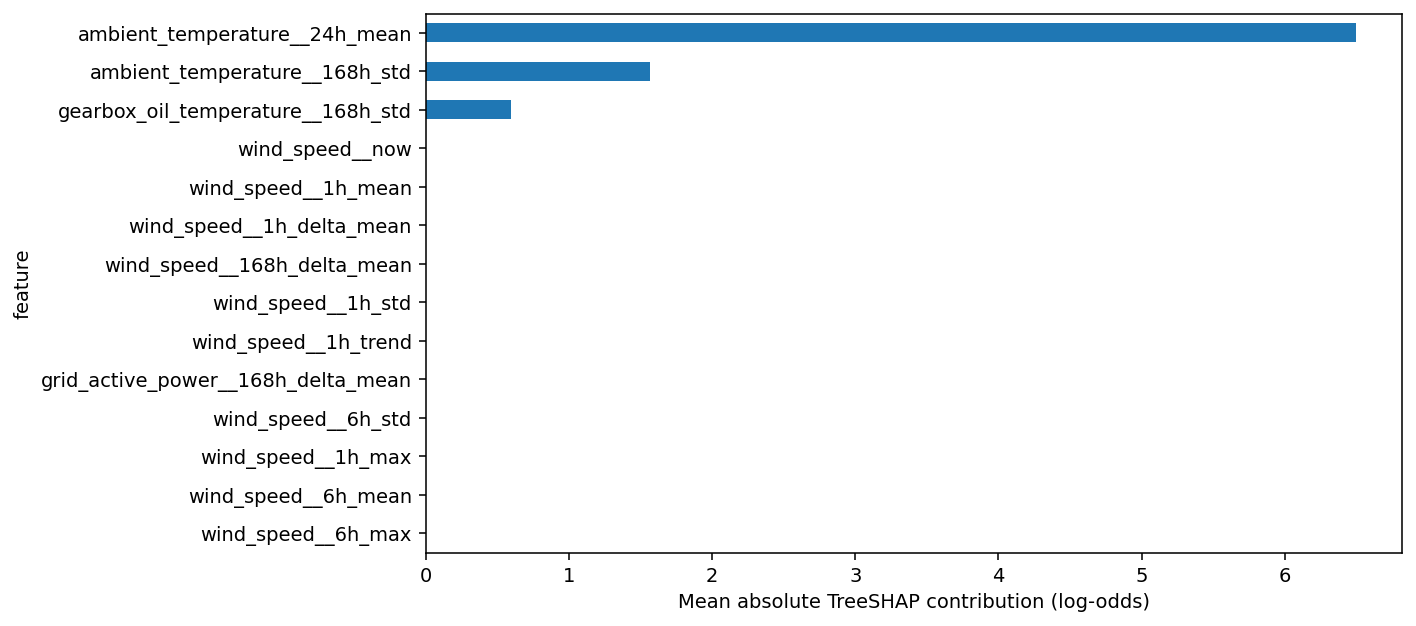 ambient_temperature__24h_mean
ambient_temperature__168h_std
gearbox_oil_temperature__168h_std
wind_speed__now
wind_speed__1h_mean
wind_speed__1h_delta_mean
wind_speed__168h_delta_mean
wind_speed__1h_std
wind_speed__1h_trend
grid_active_power__168h_delta_mean
wind_speed__6h_std
wind_speed__1h_max
wind_speed__6h_mean
wind_speed__6h_max
feature
0 1 2 3 4 5 6
Mean absolute TreeSHAP contribution (log-odds)